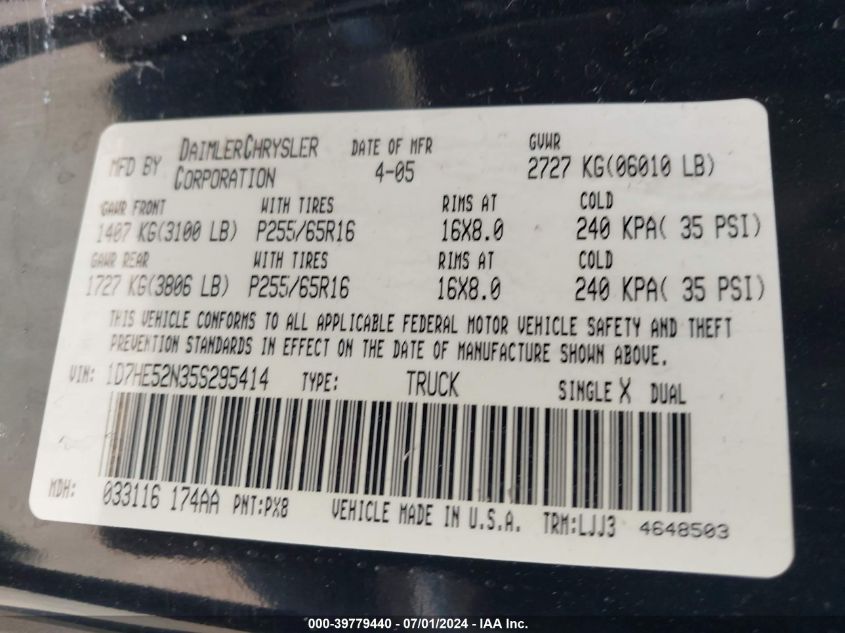 MFD BY DAIMLERCHRYSLER CORPORATION DATE OF MFR 4-05 GVWR 2727 KG(06010 LB)
GAWR FRONT WITH TIRES RIMS AT COLD
1407 KG(3100 LB) P255/65R16 16X8.0 240 KPA( 35 PSI)
GAWR REAR WITH TIRES RIMS AT COLD
1727 KG(3806 LB) P255/65R16 16X8.0 240 KPA( 35 PSI)
THIS VEHICLE CONFORMS TO ALL APPLICABLE FEDERAL MOTOR VEHICLE SAFETY AND THEFT
PREVENTION STANDARDS IN EFFECT ON THE DATE OF MANUFACTURE SHOWN ABOVE.
VIN: 1D7HE52N35S295414 TYPE: TRUCK SINGLE X DUAL
MDH: 033116 174AA PNT:PX8 VEHICLE MADE IN U.S.A. TRM:LJJ3 4648503
000-39779440 - 07/01/2024 - IAA Inc.